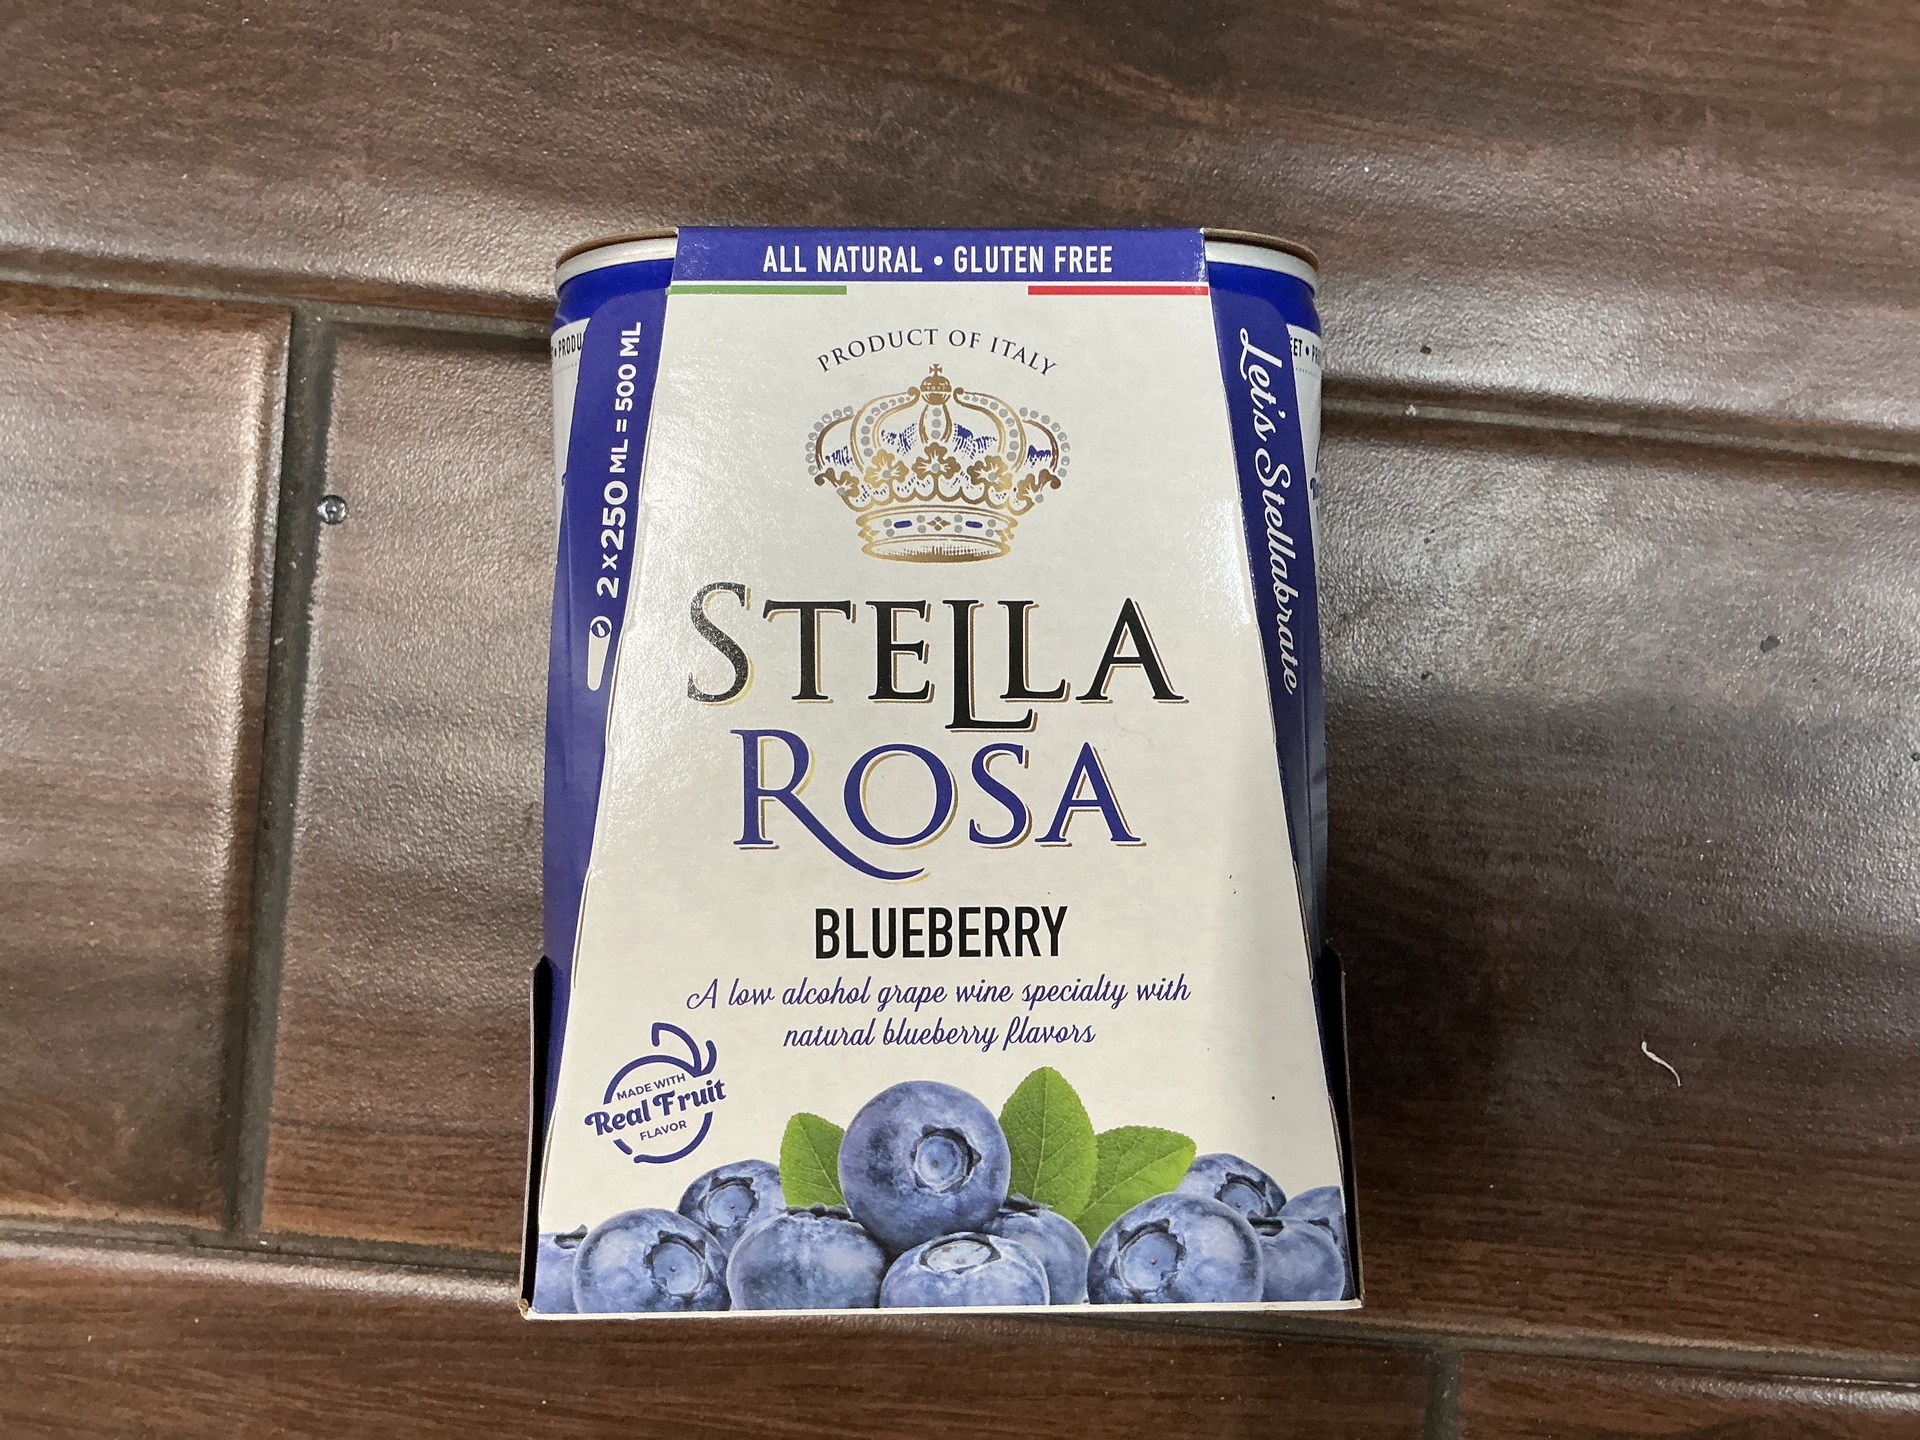 ALL NATURAL • GLUTEN FREE
PRODUCT OF ITALY
2 x 250 ML = 500 ML
Let's Stellabrate
STELLA
ROSA
BLUEBERRY
A low alcohol grape wine specialty with
natural blueberry flavors
MADE WITH
Real Fruit
FLAVOR